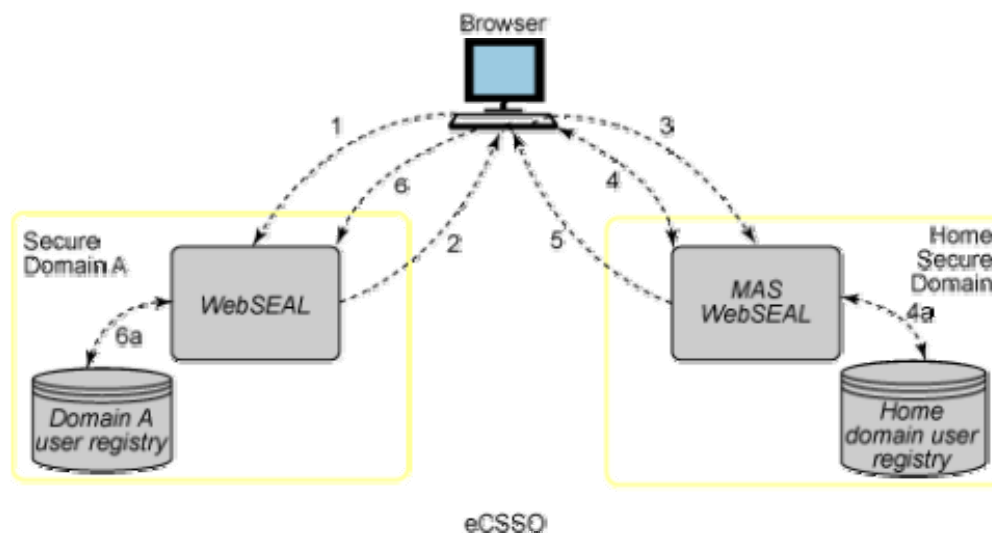 Browser
1
3
6
4
2
5
Secure
Domain A
WebSEAL
6a
Domain A
user registry
Home
Secure
Domain
MAS
WebSEAL
4a
Home
domain user
registry
eCSSO